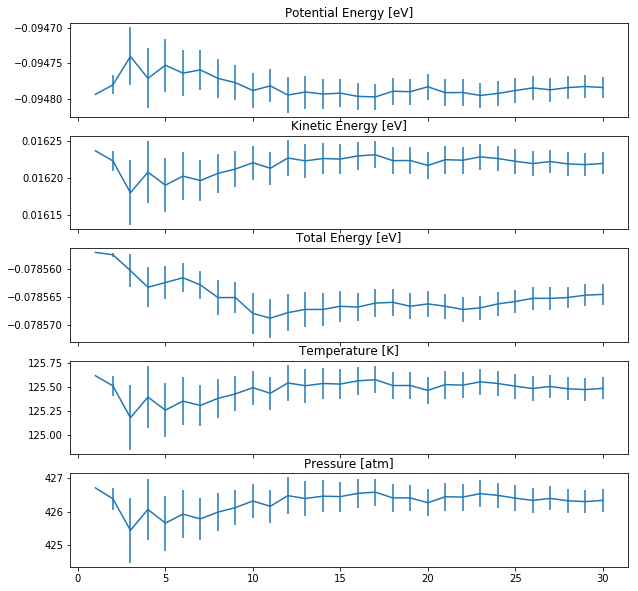 Potential Energy [eV]
−0.09470
−0.09475
−0.09480
Kinetic Energy [eV]
0.01625
0.01620
0.01615
Total Energy [eV]
−0.078560
−0.078565
−0.078570
Temperature [K]
125.75
125.50
125.25
125.00
Pressure [atm]
427
426
425
0 5 10 15 20 25 30